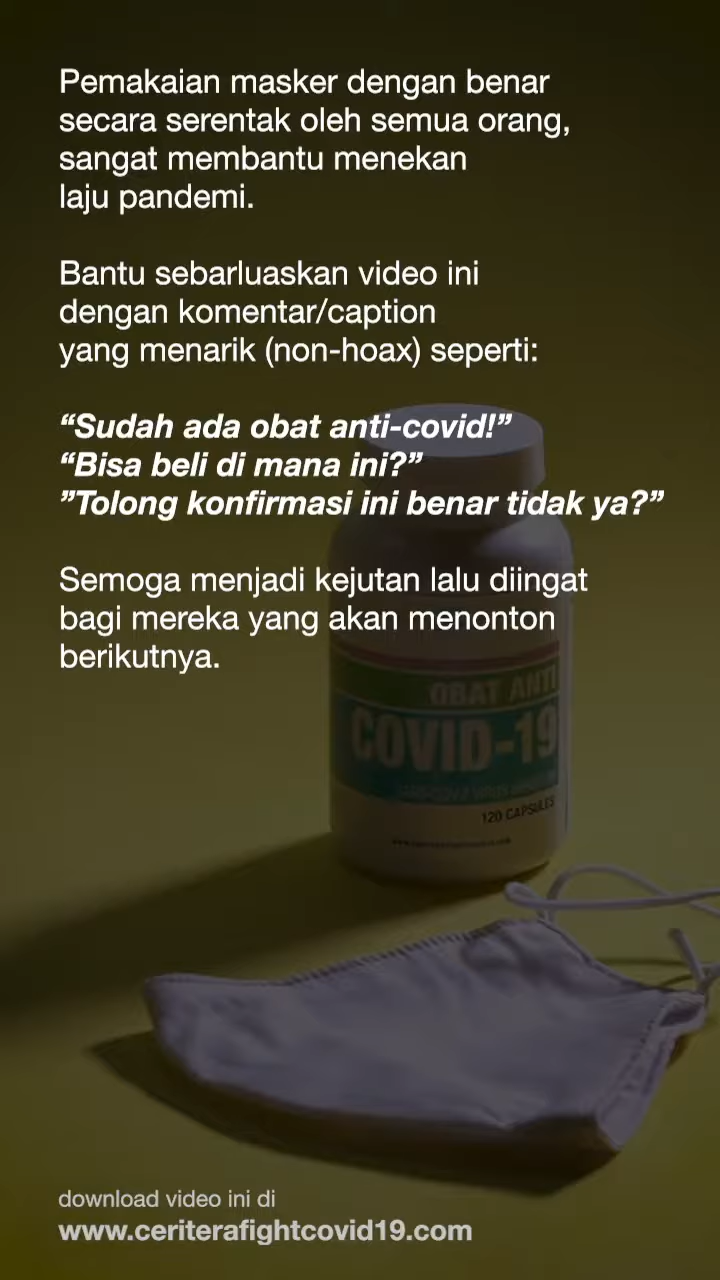 Pemakaian masker dengan benar
secara serentak oleh semua orang,
sangat membantu menekan
laju pandemi.
Bantu sebarluaskan video ini
dengan komentar/caption
yang menarik (non-hoax) seperti:
“Sudah ada obat anti-covid!”
“Bisa beli di mana ini?”
”Tolong konfirmasi ini benar tidak ya?”
Semoga menjadi kejutan lalu diingat
bagi mereka yang akan menonton
berikutnya.
OBAT ANTI
COVID-19
120 CAPSULES
download video ini di
www.ceriterafightcovid19.com